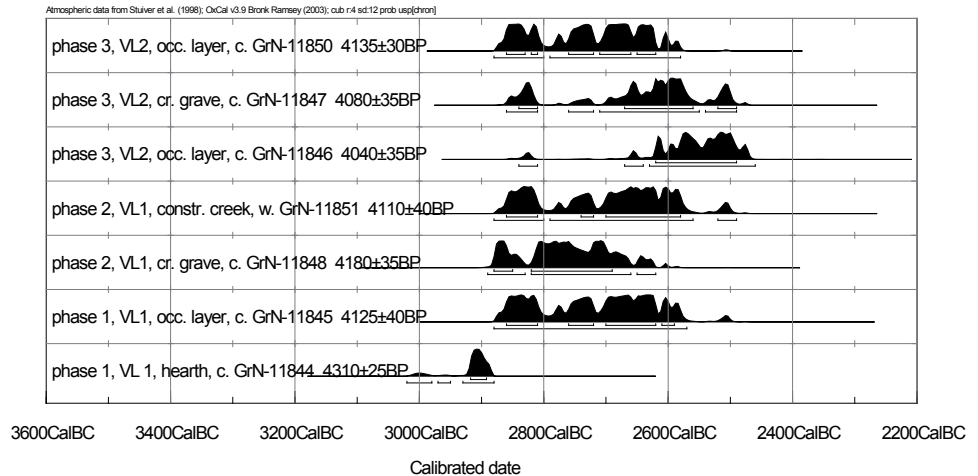 Atmospheric data from Stuiver et al. (1998); OxCal v3.9 Bronk Ramsey (2003); cub r:4 sd:12 prob usp[chron]
phase 3, VL2, occ. layer, c. GrN-11850 4135±30BP
phase 3, VL2, cr. grave, c. GrN-11847 4080±35BP
phase 3, VL2, occ. layer, c. GrN-11846 4040±35BP
phase 2, VL1, constr. creek, w. GrN-11851 4110±40BP
phase 2, VL1, cr. grave, c. GrN-11848 4180±35BP
phase 1, VL1, occ. layer, c. GrN-11845 4125±40BP
phase 1, VL 1, hearth, c. GrN-11844 4310±25BP
3600CalBC 3400CalBC 3200CalBC 3000CalBC 2800CalBC 2600CalBC 2400CalBC 2200CalBC
Calibrated date